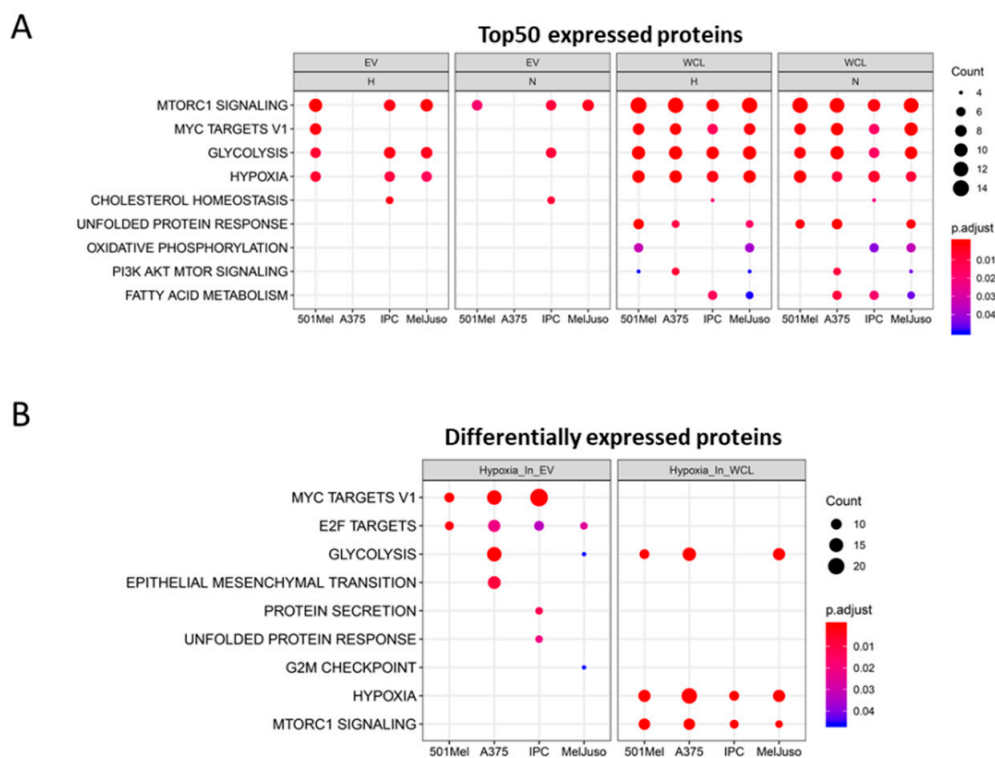 A
Top50 expressed proteins
EV
EV
WCL
WCL
H
N
H
N
MTORC1 SIGNALING
MYC TARGETS V1
GLYCOLYSIS
HYPOXIA
CHOLESTEROL HOMEOSTASIS
UNFOLDED PROTEIN RESPONSE
OXIDATIVE PHOSPHORYLATION
PI3K AKT MTOR SIGNALING
FATTY ACID METABOLISM
501Mel A375 IPC MelJuso
501Mel A375 IPC MelJuso
501Mel A375 IPC MelJuso
501Mel A375 IPC MelJuso
Count
4
6
8
10
12
14
p.adjust
0.01
0.02
0.03
0.04
B
Differentially expressed proteins
Hypoxia_In_EV
Hypoxia_In_WCL
MYC TARGETS V1
E2F TARGETS
GLYCOLYSIS
EPITHELIAL MESENCHYMAL TRANSITION
PROTEIN SECRETION
UNFOLDED PROTEIN RESPONSE
G2M CHECKPOINT
HYPOXIA
MTORC1 SIGNALING
501Mel A375 IPC MelJuso
501Mel A375 IPC MelJuso
Count
10
15
20
p.adjust
0.01
0.02
0.03
0.04